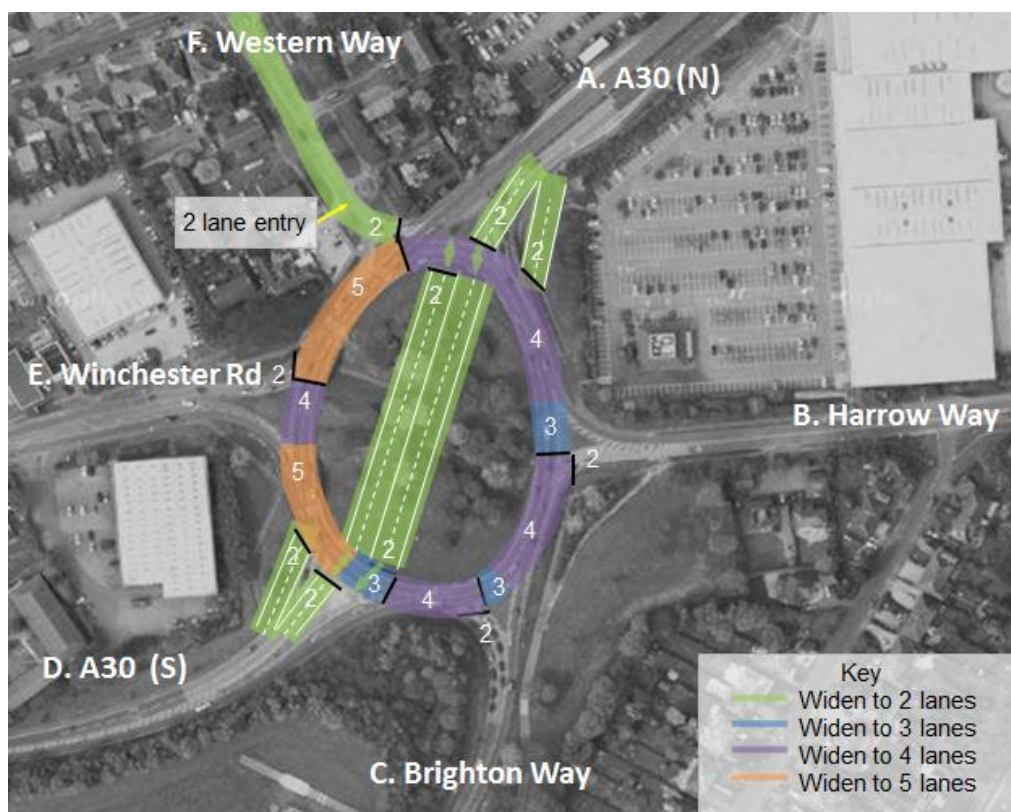 F. Western Way
A. A30 (N)
2 lane entry
2
2
2
2
5
4
E. Winchester Rd
2
4
3
B. Harrow Way
2
5
4
2
2
3
3
2
4
2
D. A30 (S)
C. Brighton Way
Key
Widen to 2 lanes
Widen to 3 lanes
Widen to 4 lanes
Widen to 5 lanes